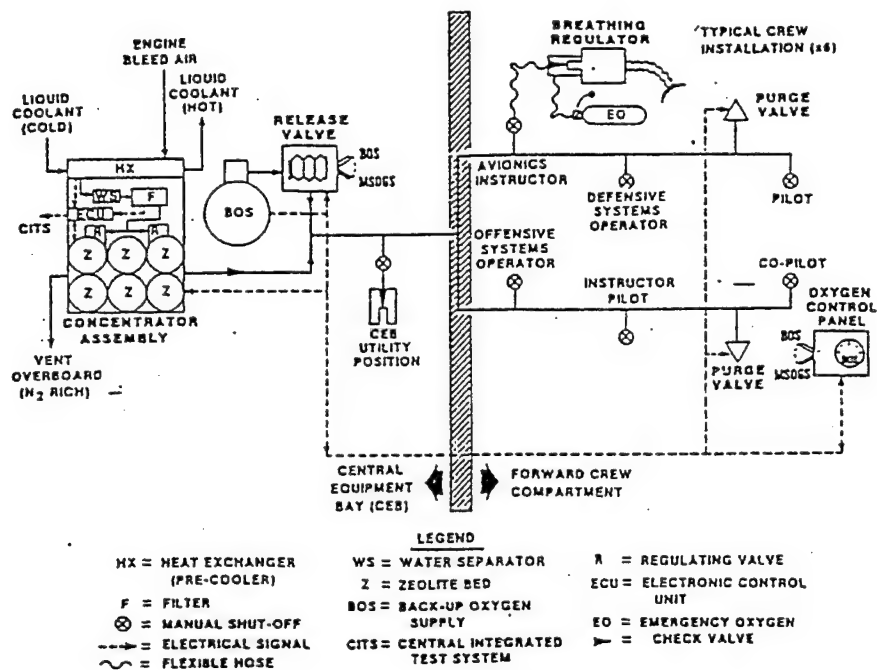 ENGINE
BLEED AIR
LIQUID
COOLANT
(COLD)
LIQUID
COOLANT
(HOT)
RELEASE
VALVE
BOS
MSOGS
HX
WS
F
ECU
CITS
R
R
Z
Z
Z
Z
Z
Z
CONCENTRATOR
ASSEMBLY
VENT
OVERBOARD
(N2 RICH)
BOS
CEB
UTILITY
POSITION
BREATHING
REGULATOR
EO
TYPICAL CREW
INSTALLATION (x6)
PURGE
VALVE
AVIONICS
INSTRUCTOR
DEFENSIVE
SYSTEMS
OPERATOR
PILOT
OFFENSIVE
SYSTEMS
OPERATOR
INSTRUCTOR
PILOT
CO-PILOT
OXYGEN
CONTROL
PANEL
BOS
MSOGS
BOS
PURGE
VALVE
CENTRAL
EQUIPMENT
BAY (CEB)
FORWARD CREW
COMPARTMENT
LEGEND
HX = HEAT EXCHANGER
(PRE-COOLER)
F = FILTER
⊗ = MANUAL SHUT-OFF
= ELECTRICAL SIGNAL
= FLEXIBLE HOSE
WS = WATER SEPARATOR
Z = ZEOLITE BED
BOS = BACK-UP OXYGEN
SUPPLY
CITS = CENTRAL INTEGRATED
TEST SYSTEM
R = REGULATING VALVE
ECU = ELECTRONIC CONTROL
UNIT
EO = EMERGENCY OXYGEN
= CHECK VALVE